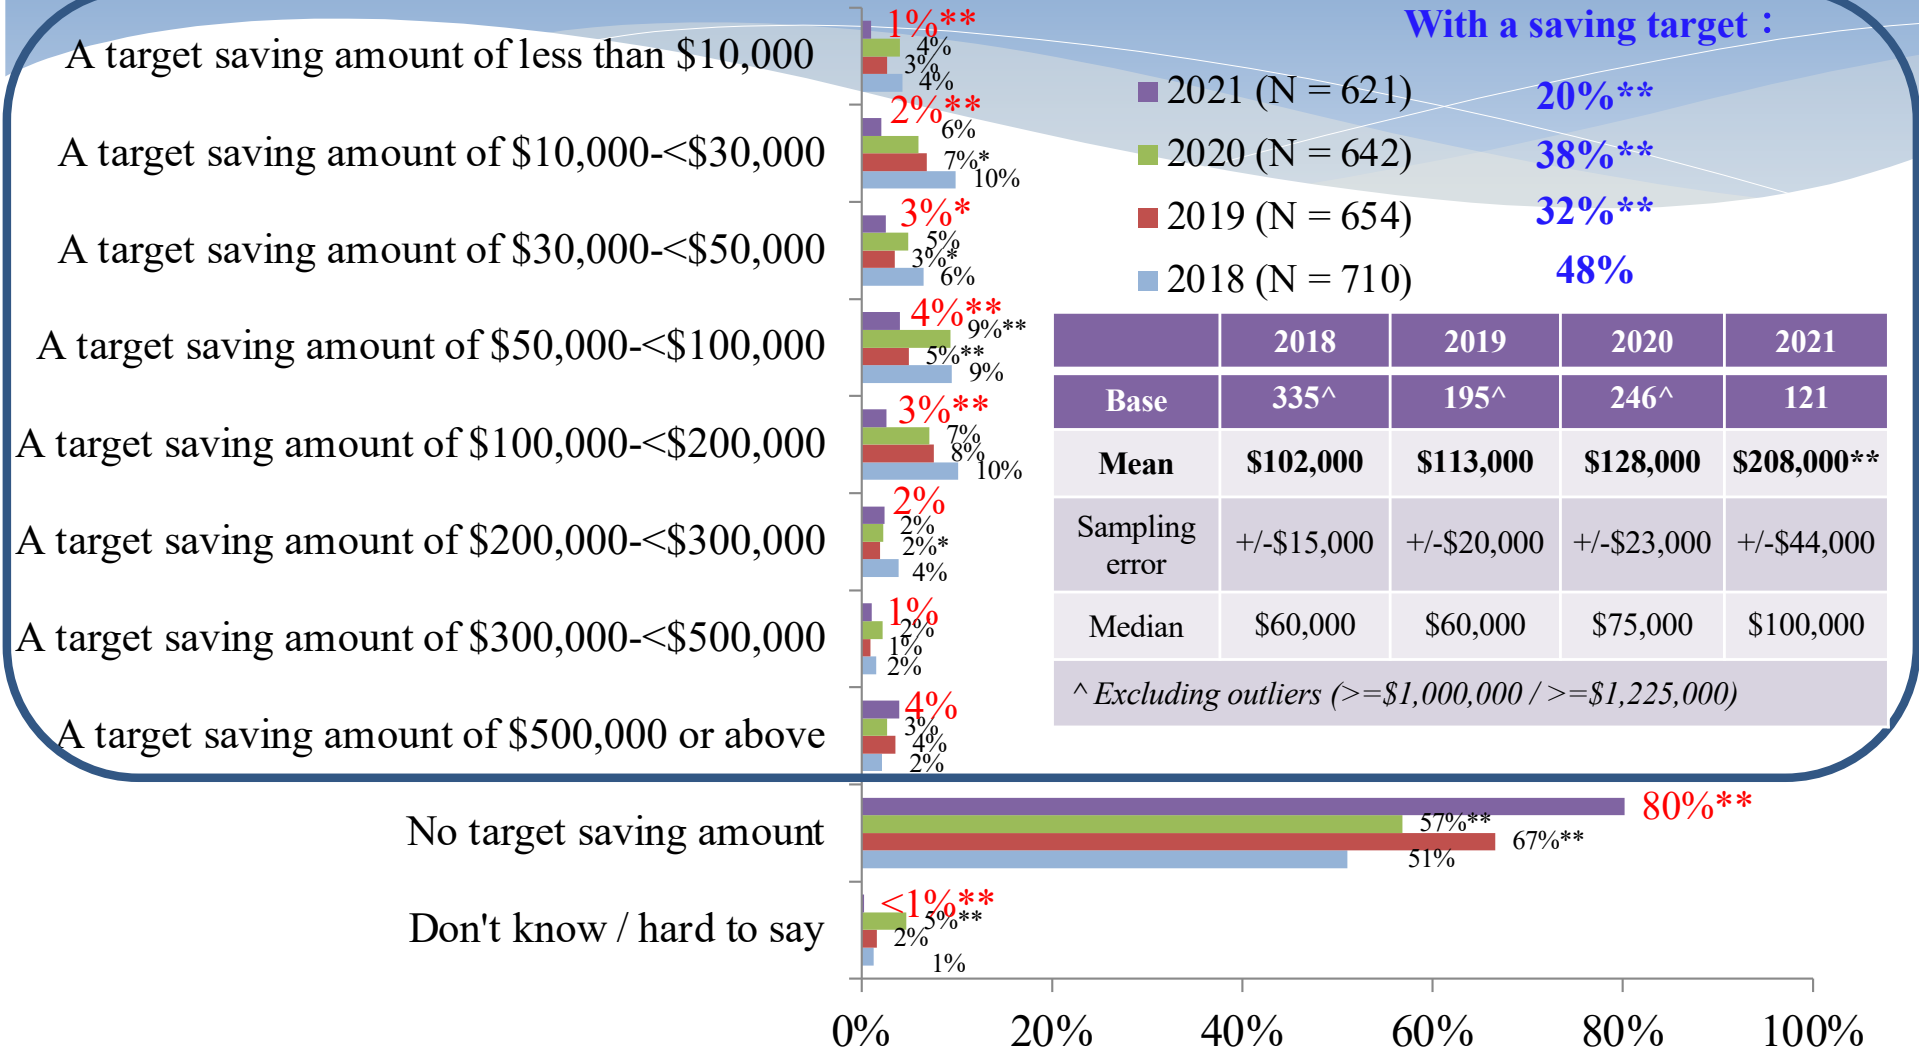 With a saving target：
2021 (N = 621) 20%**
2020 (N = 642) 38%**
2019 (N = 654) 32%**
2018 (N = 710) 48%
A target saving amount of less than $10,000
1%**
4%
3%
4%
A target saving amount of $10,000-<$30,000
2%**
6%
7%*
10%
A target saving amount of $30,000-<$50,000
3%*
5%
3%*
6%
A target saving amount of $50,000-<$100,000
4%**
9%**
5%**
9%
A target saving amount of $100,000-<$200,000
3%**
7%
8%
10%
A target saving amount of $200,000-<$300,000
2%
2%
2%*
4%
A target saving amount of $300,000-<$500,000
1%
2%
1%
2%
A target saving amount of $500,000 or above
4%
3%
4%
2%
No target saving amount
80%**
57%**
67%**
51%
Don't know / hard to say
<1%**
5%**
2%
1%
0% 20% 40% 60% 80% 100%
2018 2019 2020 2021
Base 335^ 195^ 246^ 121
Mean $102,000 $113,000 $128,000 $208,000**
Sampling
error +/-$15,000 +/-$20,000 +/-$23,000 +/-$44,000
Median $60,000 $60,000 $75,000 $100,000
^ Excluding outliers (>=$1,000,000 / >=$1,225,000)